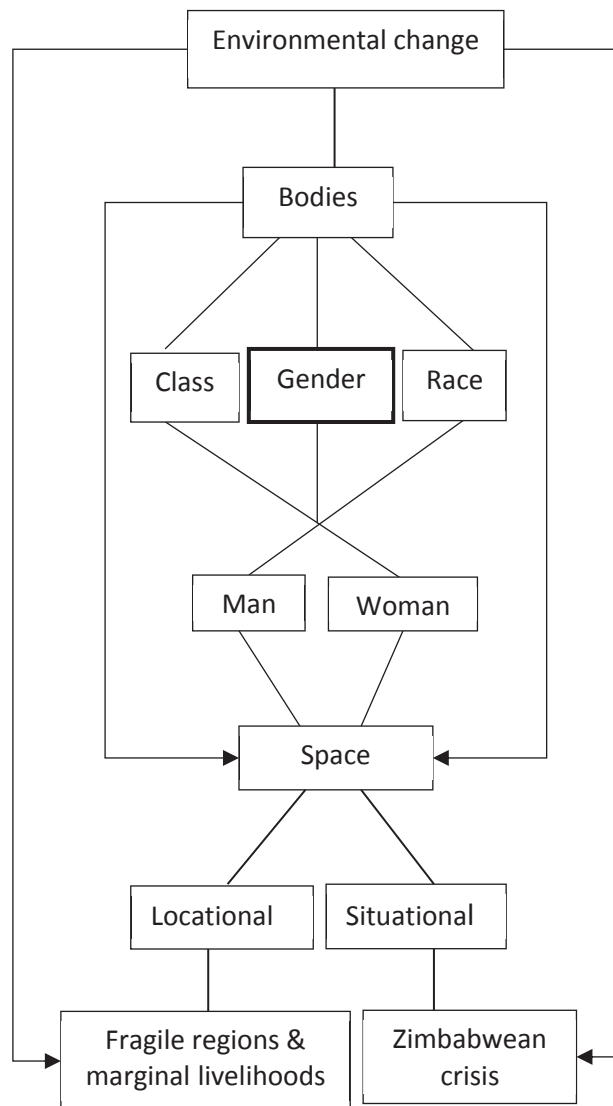 Environmental change
Bodies
Class
Gender
Race
Man
Woman
Space
Locational
Situational
Fragile regions &
marginal livelihoods
Zimbabwean
crisis